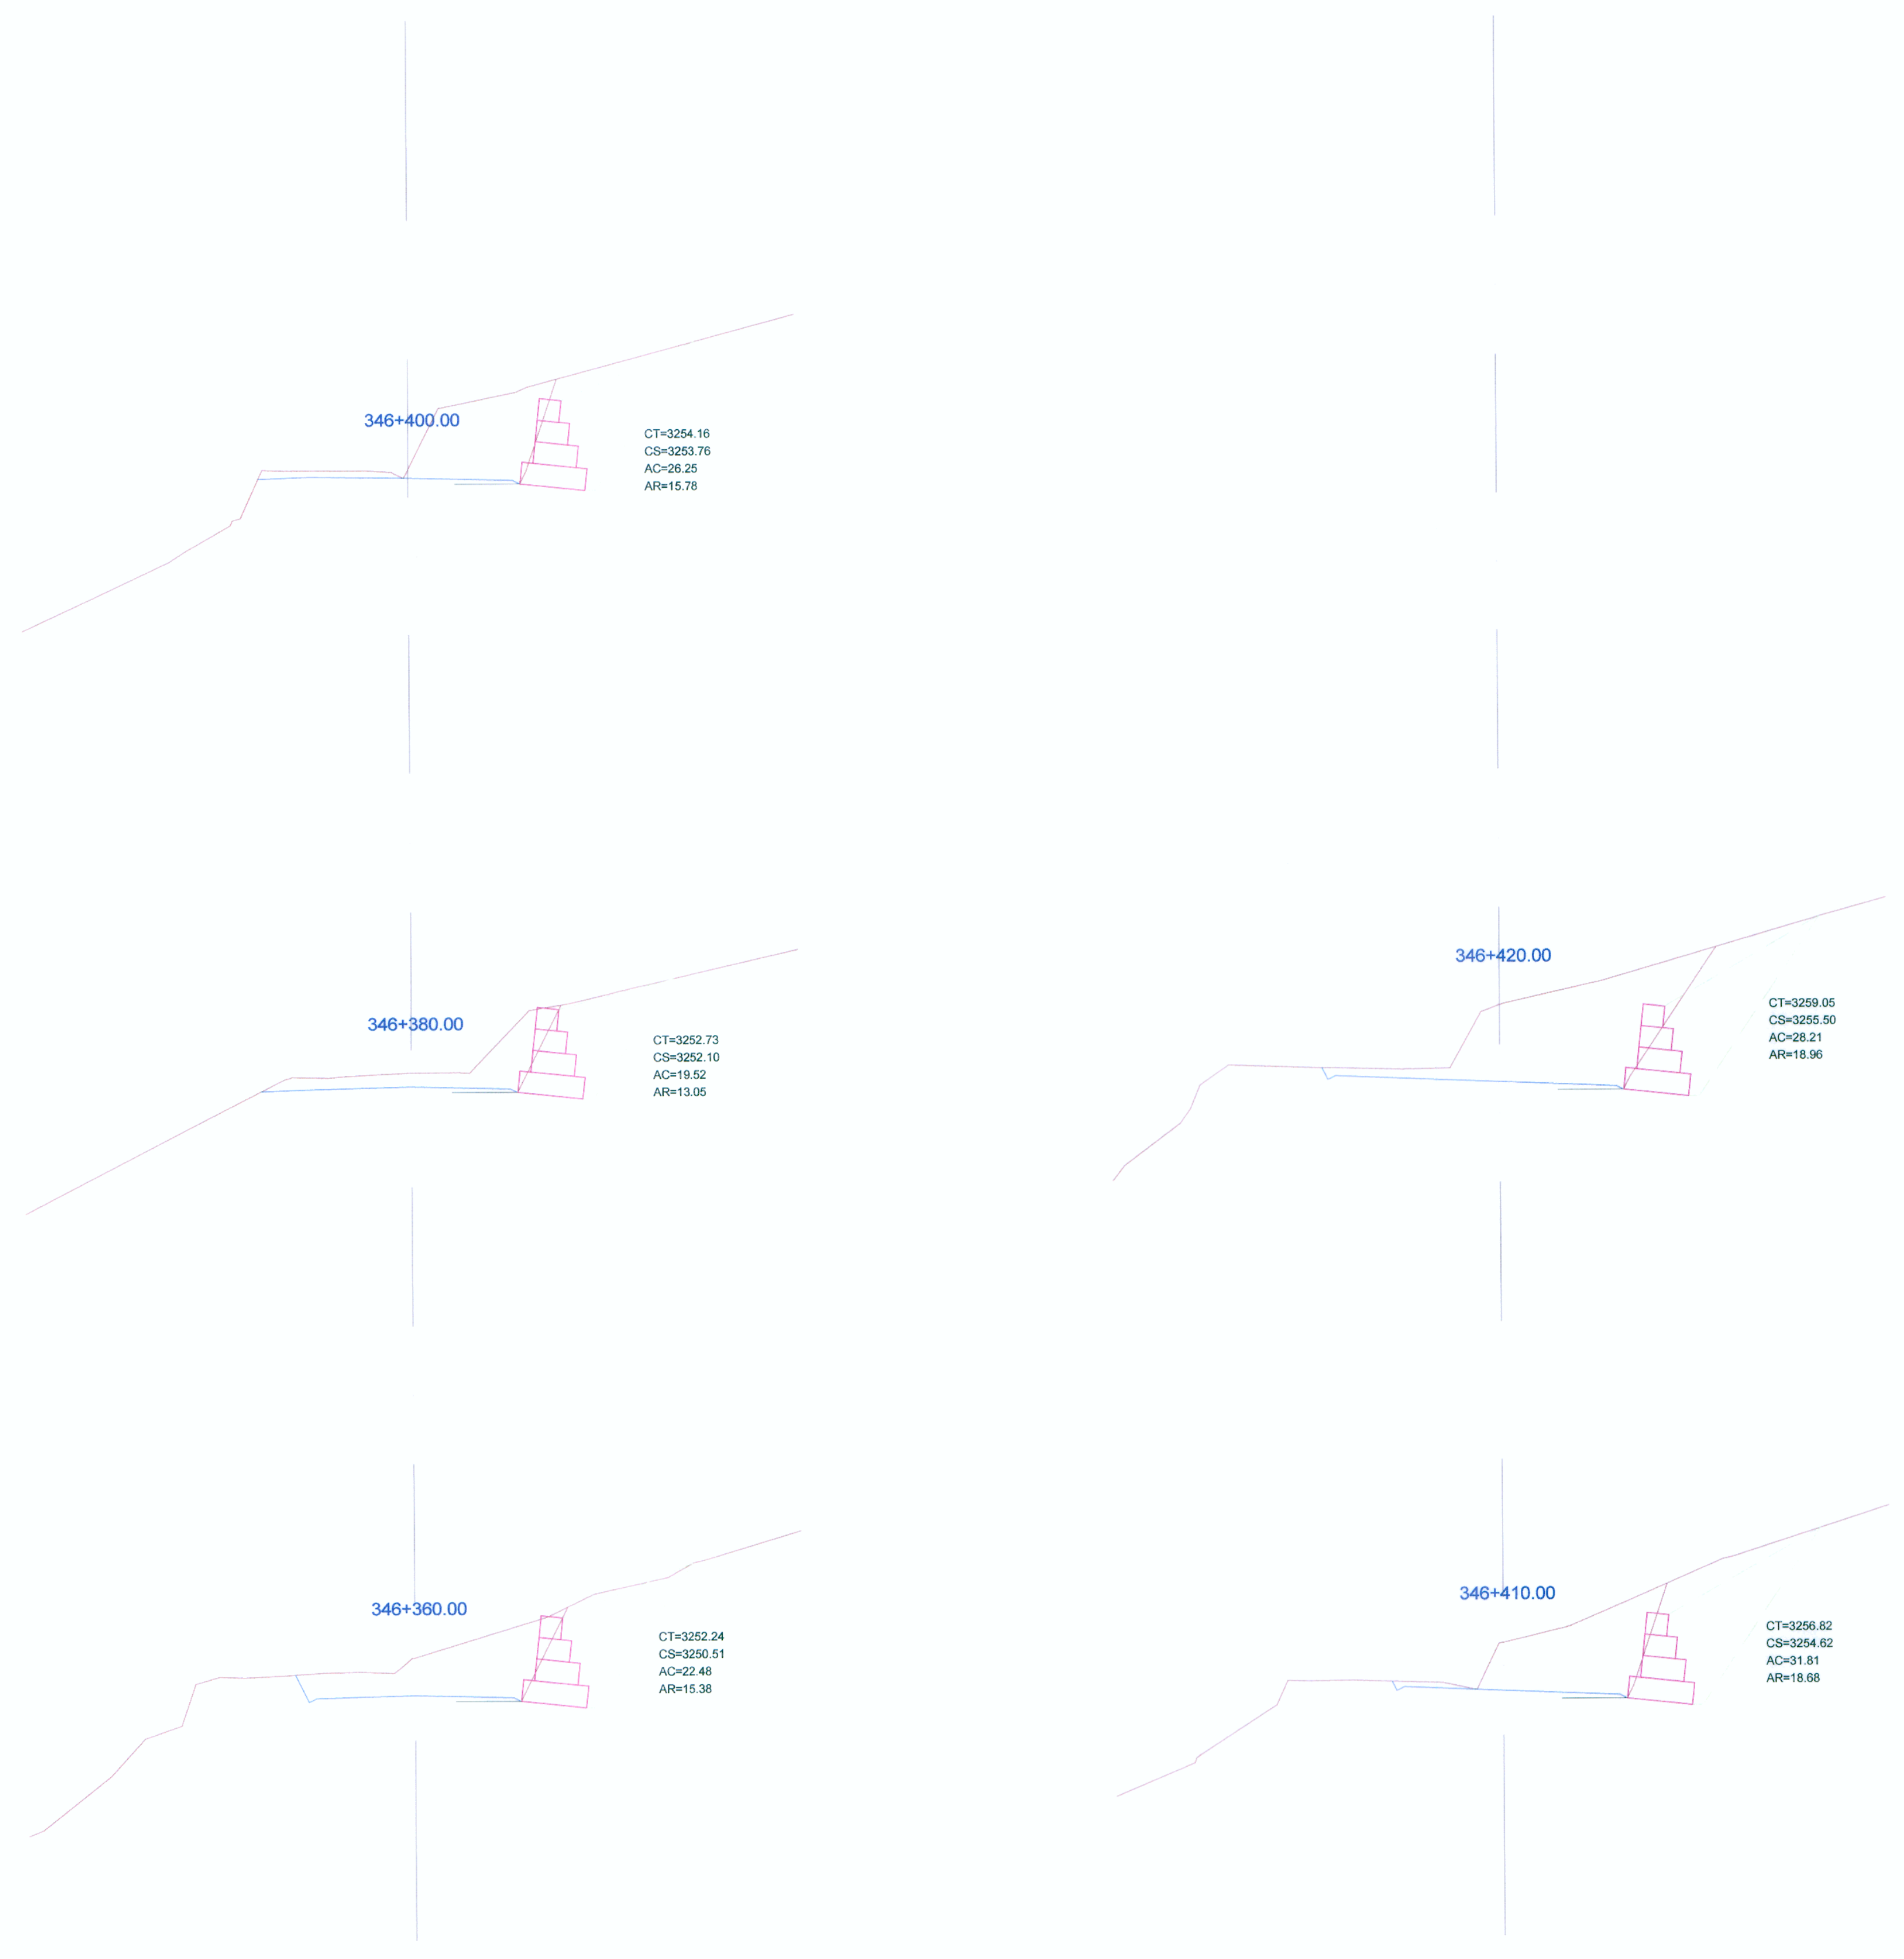 346+400.00
CT=3254.16
CS=3253.76
AC=26.25
AR=15.78
346+380.00
CT=3252.73
CS=3252.10
AC=19.52
AR=13.05
346+360.00
CT=3252.24
CS=3250.51
AC=22.48
AR=15.38
346+420.00
CT=3259.05
CS=3255.50
AC=28.21
AR=18.96
346+410.00
CT=3256.82
CS=3254.62
AC=31.81
AR=18.68